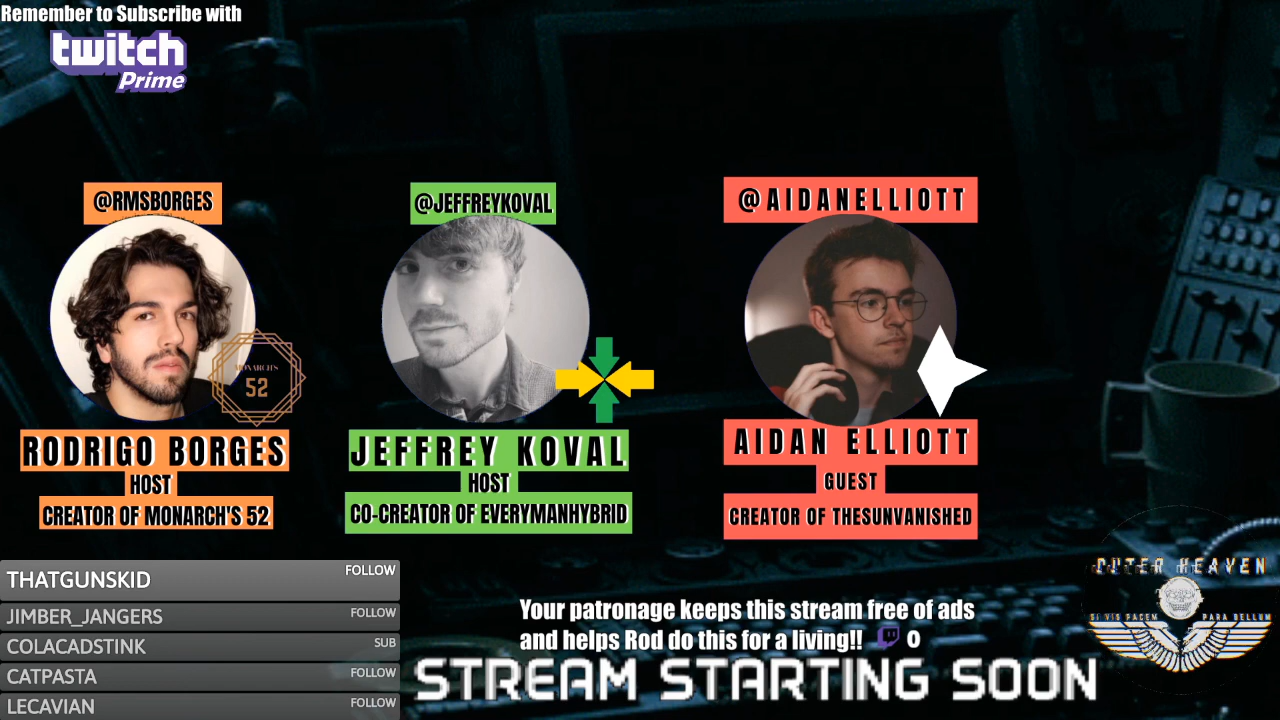 Remember to Subscribe with
twitch
Prime
@RMSBORGES
@JEFFREYKOVAL
@AIDANELLIOTT
MONARCH'S
52
RODRIGO BORGES
HOST
CREATOR OF MONARCH'S 52
JEFFREY KOVAL
HOST
CO-CREATOR OF EVERYMANHYBRID
AIDAN ELLIOTT
GUEST
CREATOR OF THESUNVANISHED
THATGUNSKID FOLLOW
JIMBER_JANGERS FOLLOW
COLACADSTINK SUB
CATPASTA FOLLOW
LECAVIAN FOLLOW
Your patronage keeps this stream free of ads
and helps Rod do this for a living!! 0
STREAM STARTING SOON
OUTER HEAVEN
SI VIS PACEM PARA BELLUM